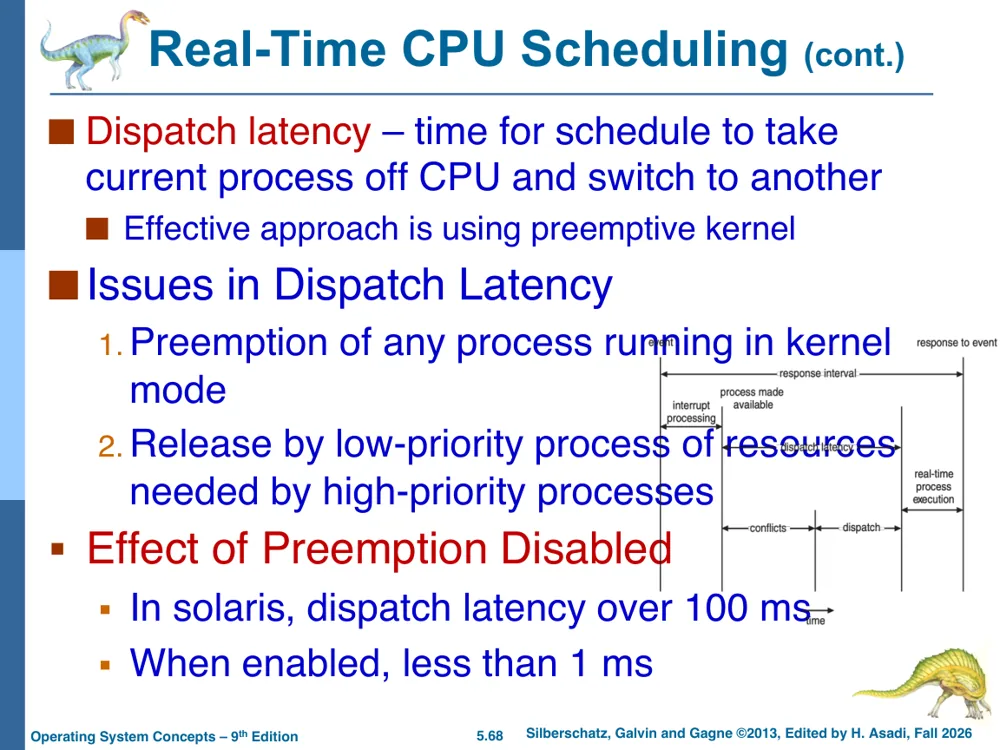 Real-Time CPU Scheduling (cont.)
■ Dispatch latency – time for schedule to take
current process off CPU and switch to another
■ Effective approach is using preemptive kernel
■ Issues in Dispatch Latency
1. Preemption of any process running in kernel
mode
2. Release by low-priority process of resources
needed by high-priority processes
▪ Effect of Preemption Disabled
▪ In solaris, dispatch latency over 100 ms
▪ When enabled, less than 1 ms
event
response to event
response interval
process made
available
interrupt
processing
dispatch latency
real-time
process
execution
conflicts
dispatch
time
Operating System Concepts – 9th Edition
5.68
Silberschatz, Galvin and Gagne ©2013, Edited by H. Asadi, Fall 2026